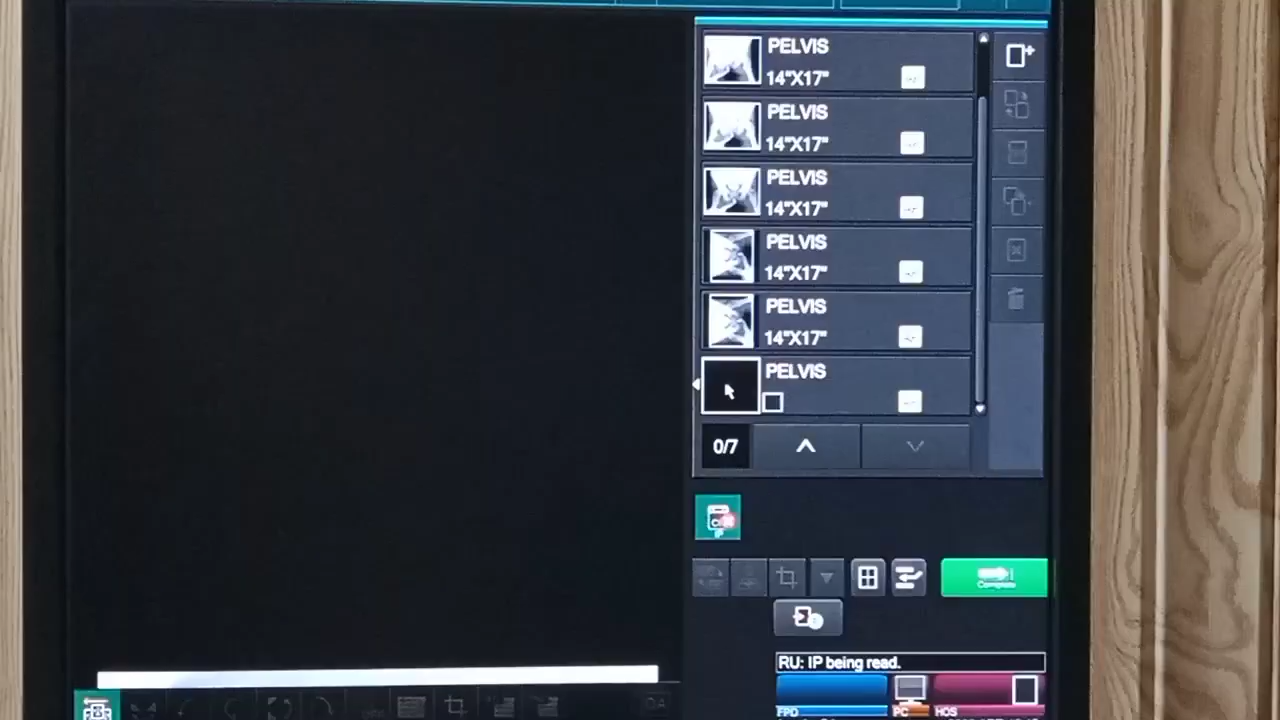 PELVIS
14"X17"
PELVIS
14"X17"
PELVIS
14"X17"
PELVIS
14"X17"
PELVIS
14"X17"
PELVIS
0/7
Complete
RU: IP being read.
FPD
PC
HOS